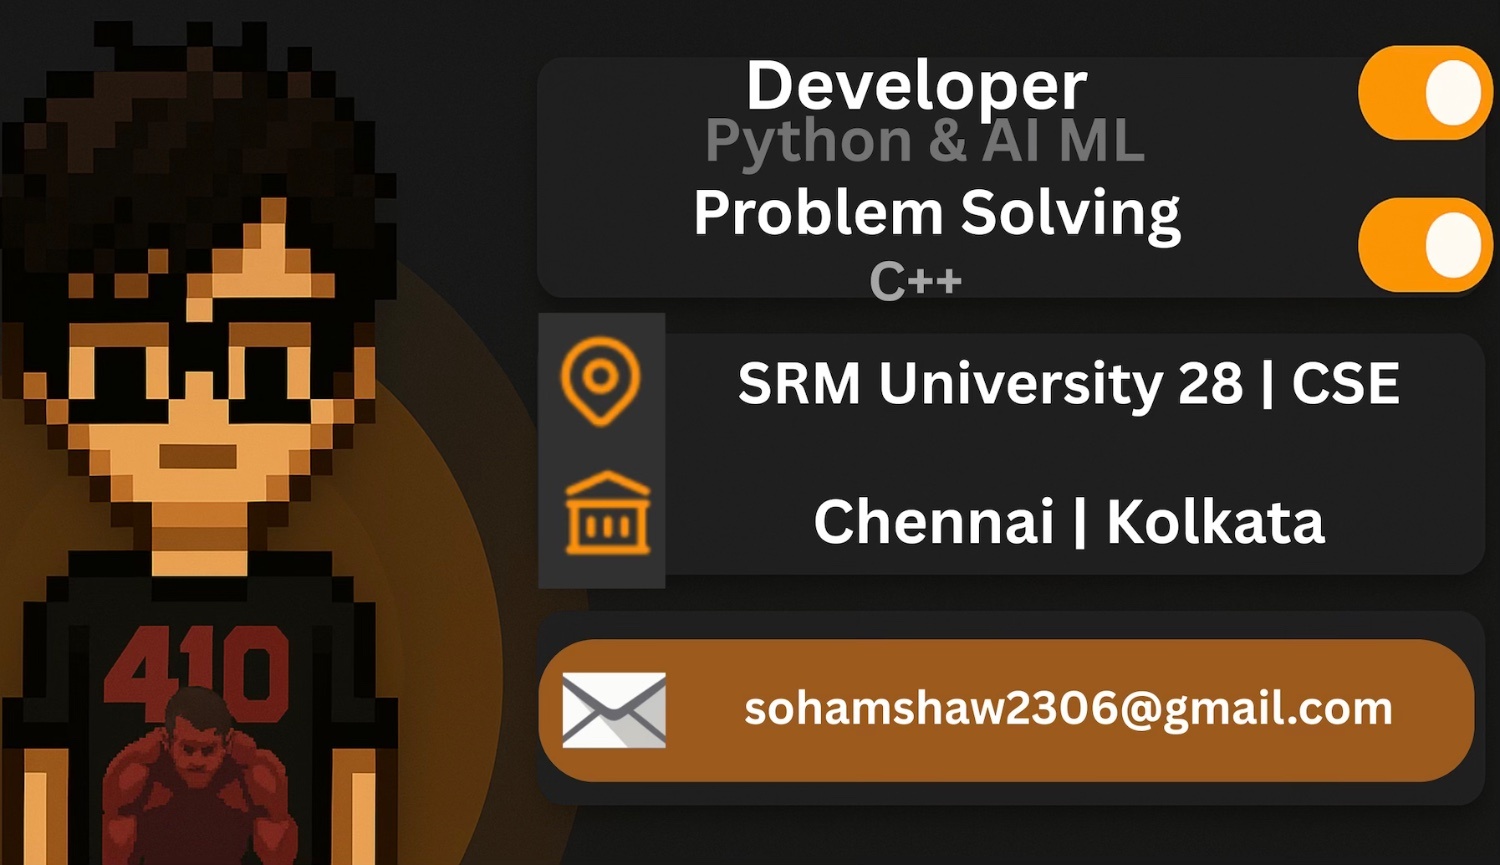 Developer
Python & AI ML
Problem Solving
C++
SRM University 28 | CSE
Chennai | Kolkata
410
sohamshaw2306@gmail.com